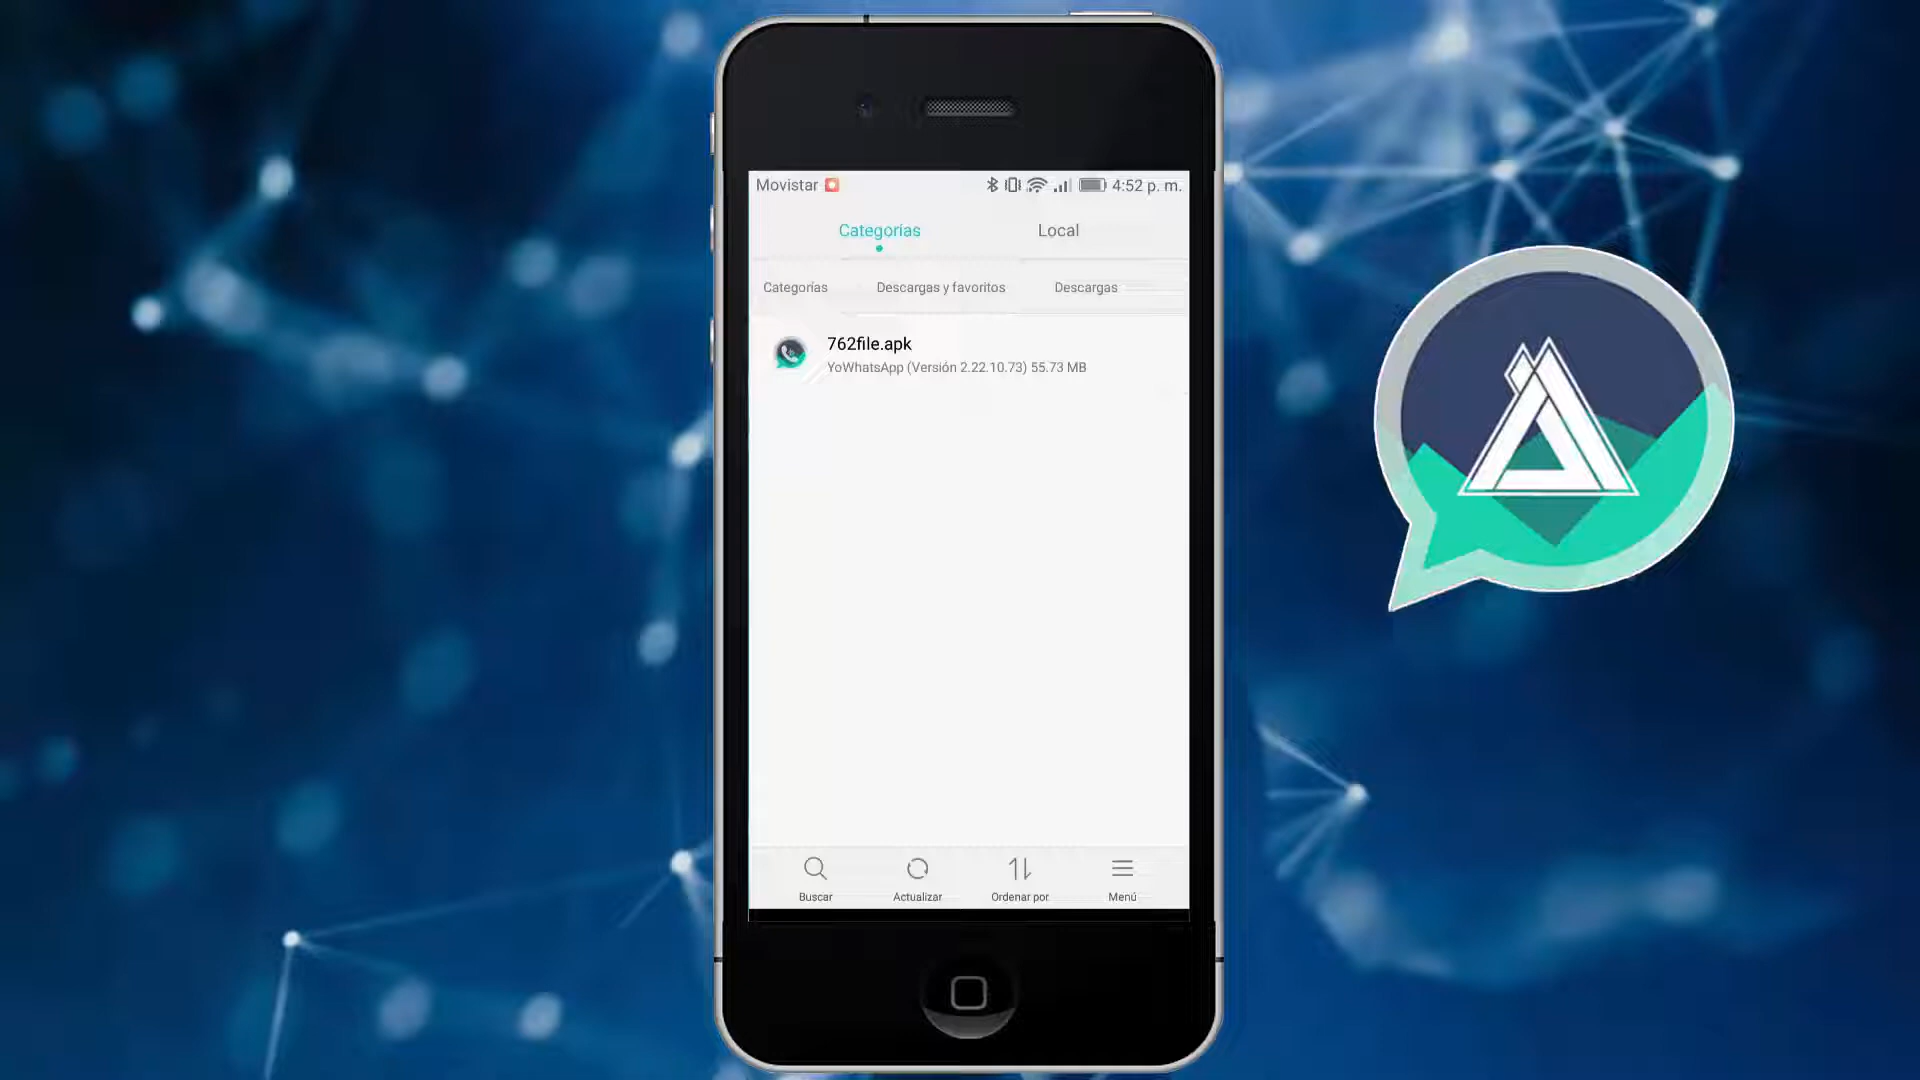 Movistar 4:52 p. m.
Categorías Local
Categorías Descargas y favoritos Descargas
762file.apk
YoWhatsApp (Versión 2.22.10.73) 55.73 MB
Buscar Actualizar Ordenar por Menú